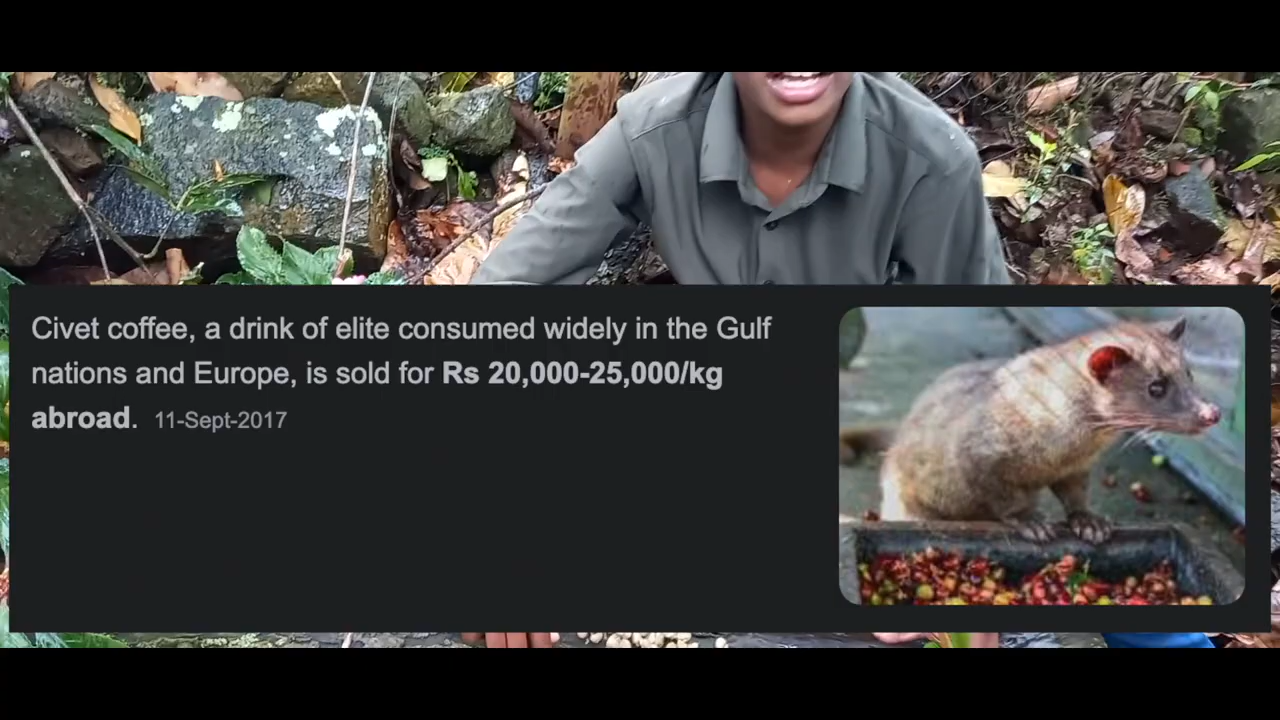 Civet coffee, a drink of elite consumed widely in the Gulf
nations and Europe, is sold for Rs 20,000-25,000/kg
abroad. 11-Sept-2017